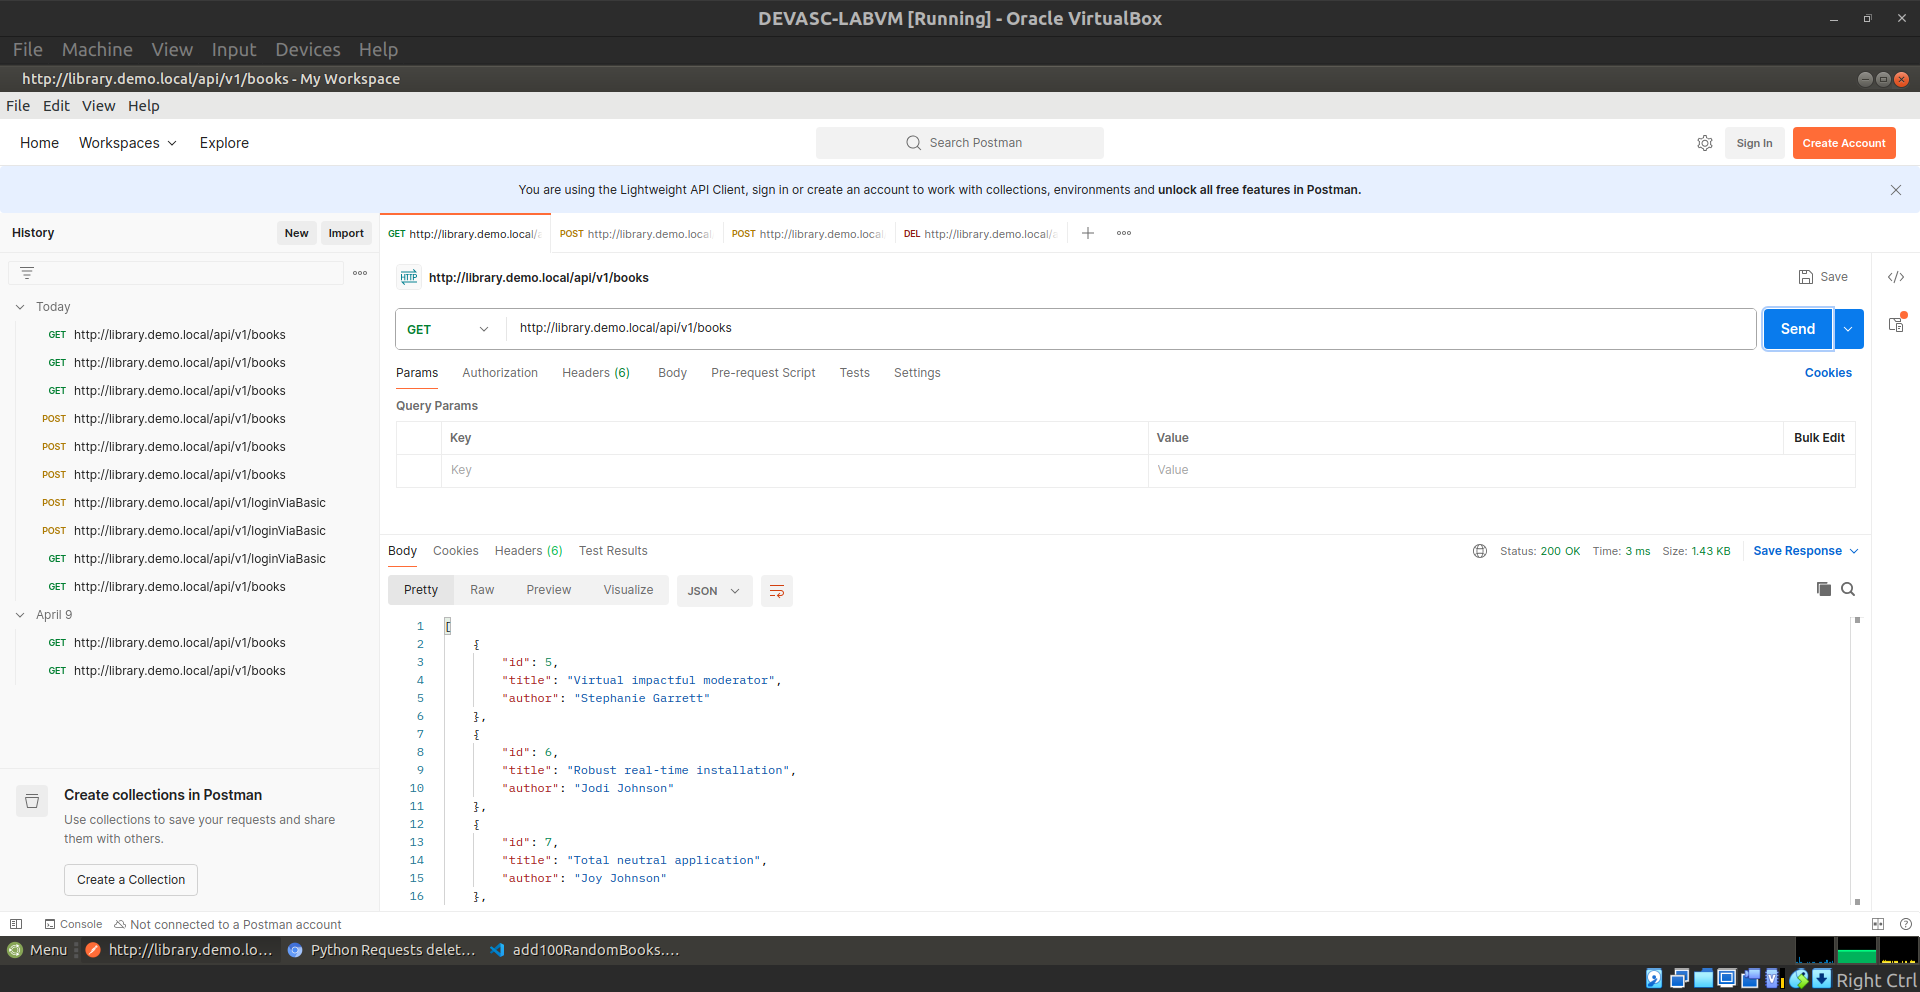 DEVASC-LABVM [Running] - Oracle VirtualBox
File Machine View Input Devices Help
http://library.demo.local/api/v1/books - My Workspace
File Edit View Help
Home Workspaces Explore Search Postman Sign In Create Account
You are using the Lightweight API Client, sign in or create an account to work with collections, environments and unlock all free features in Postman.
History New Import
GET http://library.demo.local/a POST http://library.demo.local POST http://library.demo.local DEL http://library.demo.local/a
HTTP http://library.demo.local/api/v1/books Save </>
Today
GET http://library.demo.local/api/v1/books
GET http://library.demo.local/api/v1/books
GET http://library.demo.local/api/v1/books
POST http://library.demo.local/api/v1/books
POST http://library.demo.local/api/v1/books
POST http://library.demo.local/api/v1/books
POST http://library.demo.local/api/v1/loginViaBasic
POST http://library.demo.local/api/v1/loginViaBasic
GET http://library.demo.local/api/v1/loginViaBasic
GET http://library.demo.local/api/v1/books
April 9
GET http://library.demo.local/api/v1/books
GET http://library.demo.local/api/v1/books
Create collections in Postman
Use collections to save your requests and share
them with others.
Create a Collection
GET http://library.demo.local/api/v1/books Send
Params Authorization Headers (6) Body Pre-request Script Tests Settings Cookies
Query Params
Key Value Bulk Edit
Key Value
Body Cookies Headers (6) Test Results Status: 200 OK Time: 3 ms Size: 1.43 KB Save Response
Pretty Raw Preview Visualize JSON
1 [
2 {
3 "id": 5,
4 "title": "Virtual impactful moderator",
5 "author": "Stephanie Garrett"
6 },
7 {
8 "id": 6,
9 "title": "Robust real-time installation",
10 "author": "Jodi Johnson"
11 },
12 {
13 "id": 7,
14 "title": "Total neutral application",
15 "author": "Joy Johnson"
16 },
Console Not connected to a Postman account
Menu http://library.demo.lo... Python Requests delet... add100RandomBooks....
Right Ctrl